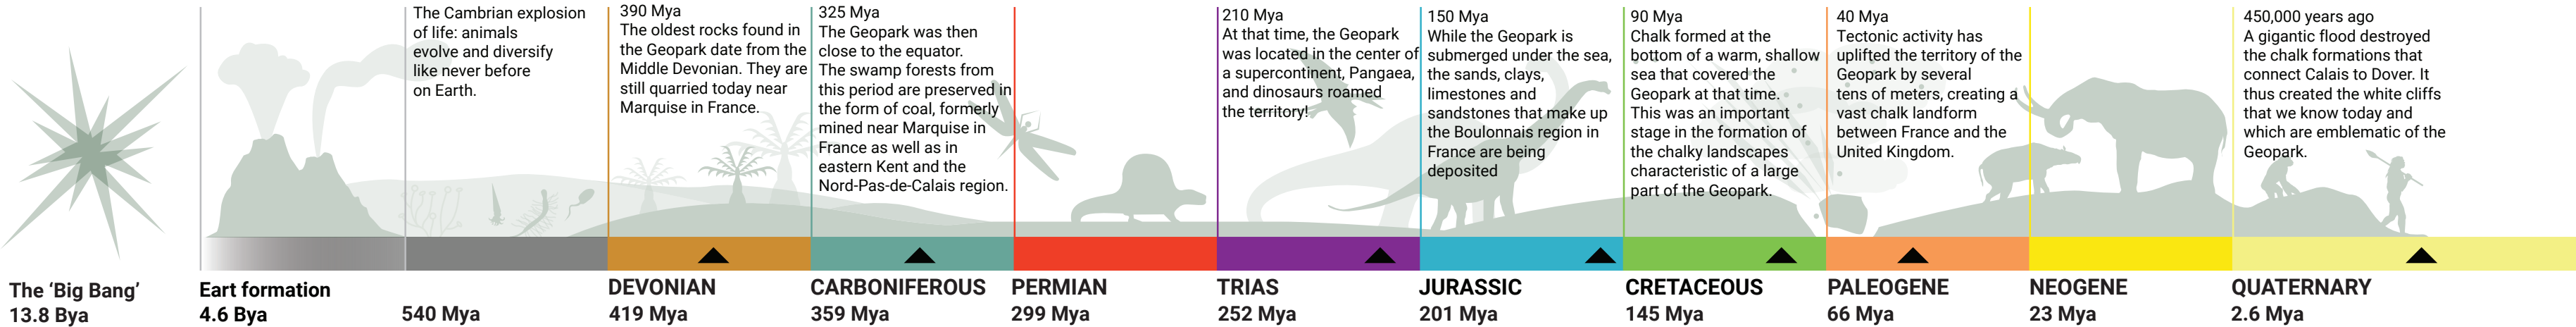 The Cambrian explosion
of life: animals
evolve and diversify
like never before
on Earth.
390 Mya
The oldest rocks found in
the Geopark date from the
Middle Devonian. They are
still quarried today near
Marquise in France.
325 Mya
The Geopark was then
close to the equator.
The swamp forests from
this period are preserved in
the form of coal, formerly
mined near Marquise in
France as well as in
eastern Kent and the
Nord-Pas-de-Calais region.
210 Mya
At that time, the Geopark
was located in the center of
a supercontinent, Pangaea,
and dinosaurs roamed
the territory!
150 Mya
While the Geopark is
submerged under the sea,
the sands, clays,
limestones and
sandstones that make up
the Boulonnais region in
France are being
deposited
90 Mya
Chalk formed at the
bottom of a warm, shallow
sea that covered the
Geopark at that time.
This was an important
stage in the formation of
the chalky landscapes
characteristic of a large
part of the Geopark.
40 Mya
Tectonic activity has
uplifted the territory of the
Geopark by several
tens of meters, creating a
vast chalk landform
between France and the
United Kingdom.
450,000 years ago
A gigantic flood destroyed
the chalk formations that
connect Calais to Dover. It
thus created the white cliffs
that we know today and
which are emblematic of the
Geopark.
The ‘Big Bang’
13.8 Bya
Eart formation
4.6 Bya
540 Mya
DEVONIAN
419 Mya
CARBONIFEROUS
359 Mya
PERMIAN
299 Mya
TRIAS
252 Mya
JURASSIC
201 Mya
CRETACEOUS
145 Mya
PALEOGENE
66 Mya
NEOGENE
23 Mya
QUATERNARY
2.6 Mya